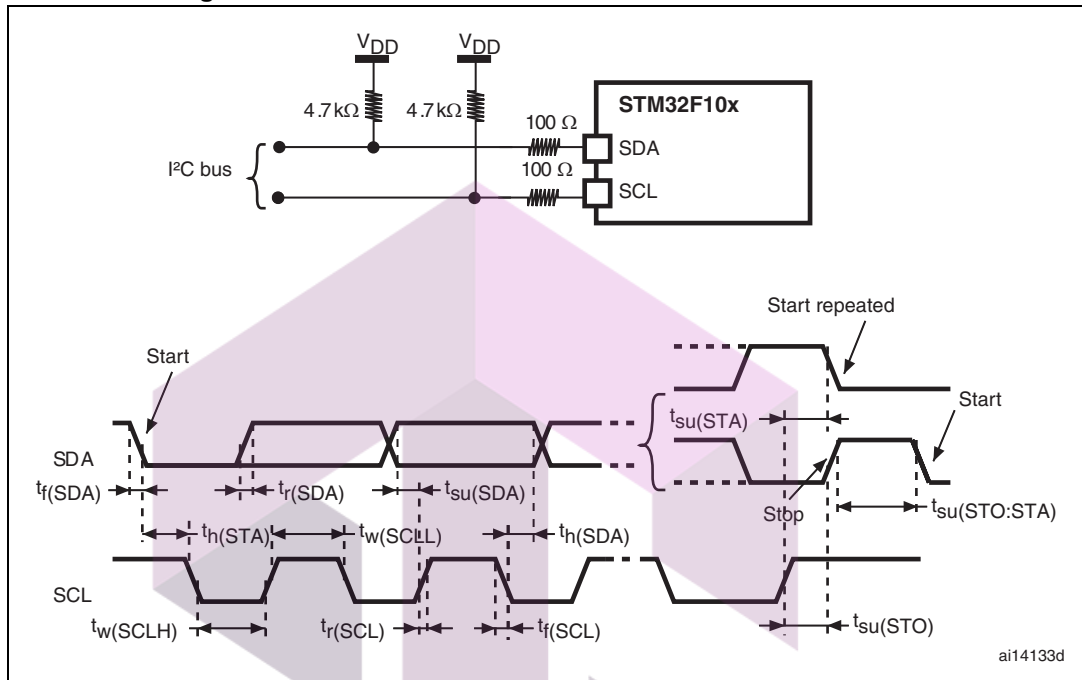 VDD VDD
4.7kΩ 4.7kΩ
STM32F10x
100 Ω
SDA
I²C bus
100 Ω
SCL
Start repeated
Start
Start
tsu(STA)
SDA
tf(SDA) tr(SDA) tsu(SDA)
Stop
tsu(STO:STA)
th(STA) tw(SCLL) th(SDA)
SCL
tw(SCLH) tr(SCL) tf(SCL) tsu(STO)
ai14133d